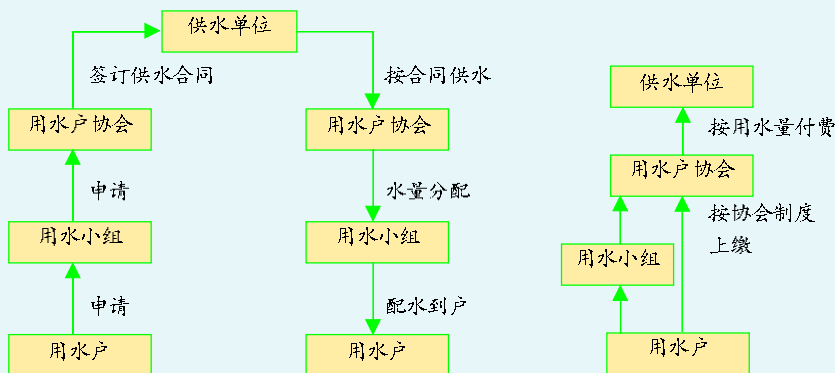 供水单位
签订供水合同
按合同供水
用水户协会
用水户协会
申请
水量分配
用水小组
用水小组
申请
配水到户
用水户
用水户
供水单位
按用水量付费
用水户协会
按协会制度
上缴
用水小组
用水户